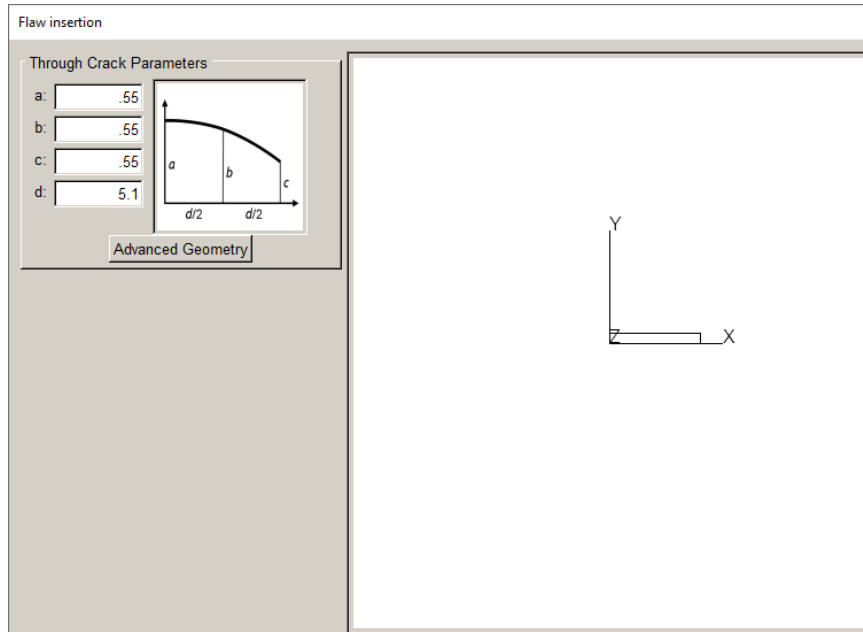 Flaw insertion
Through Crack Parameters
a: .55
b: .55
c: .55
d: 5.1
a
b
c
d/2 d/2
Advanced Geometry
Y
Z X